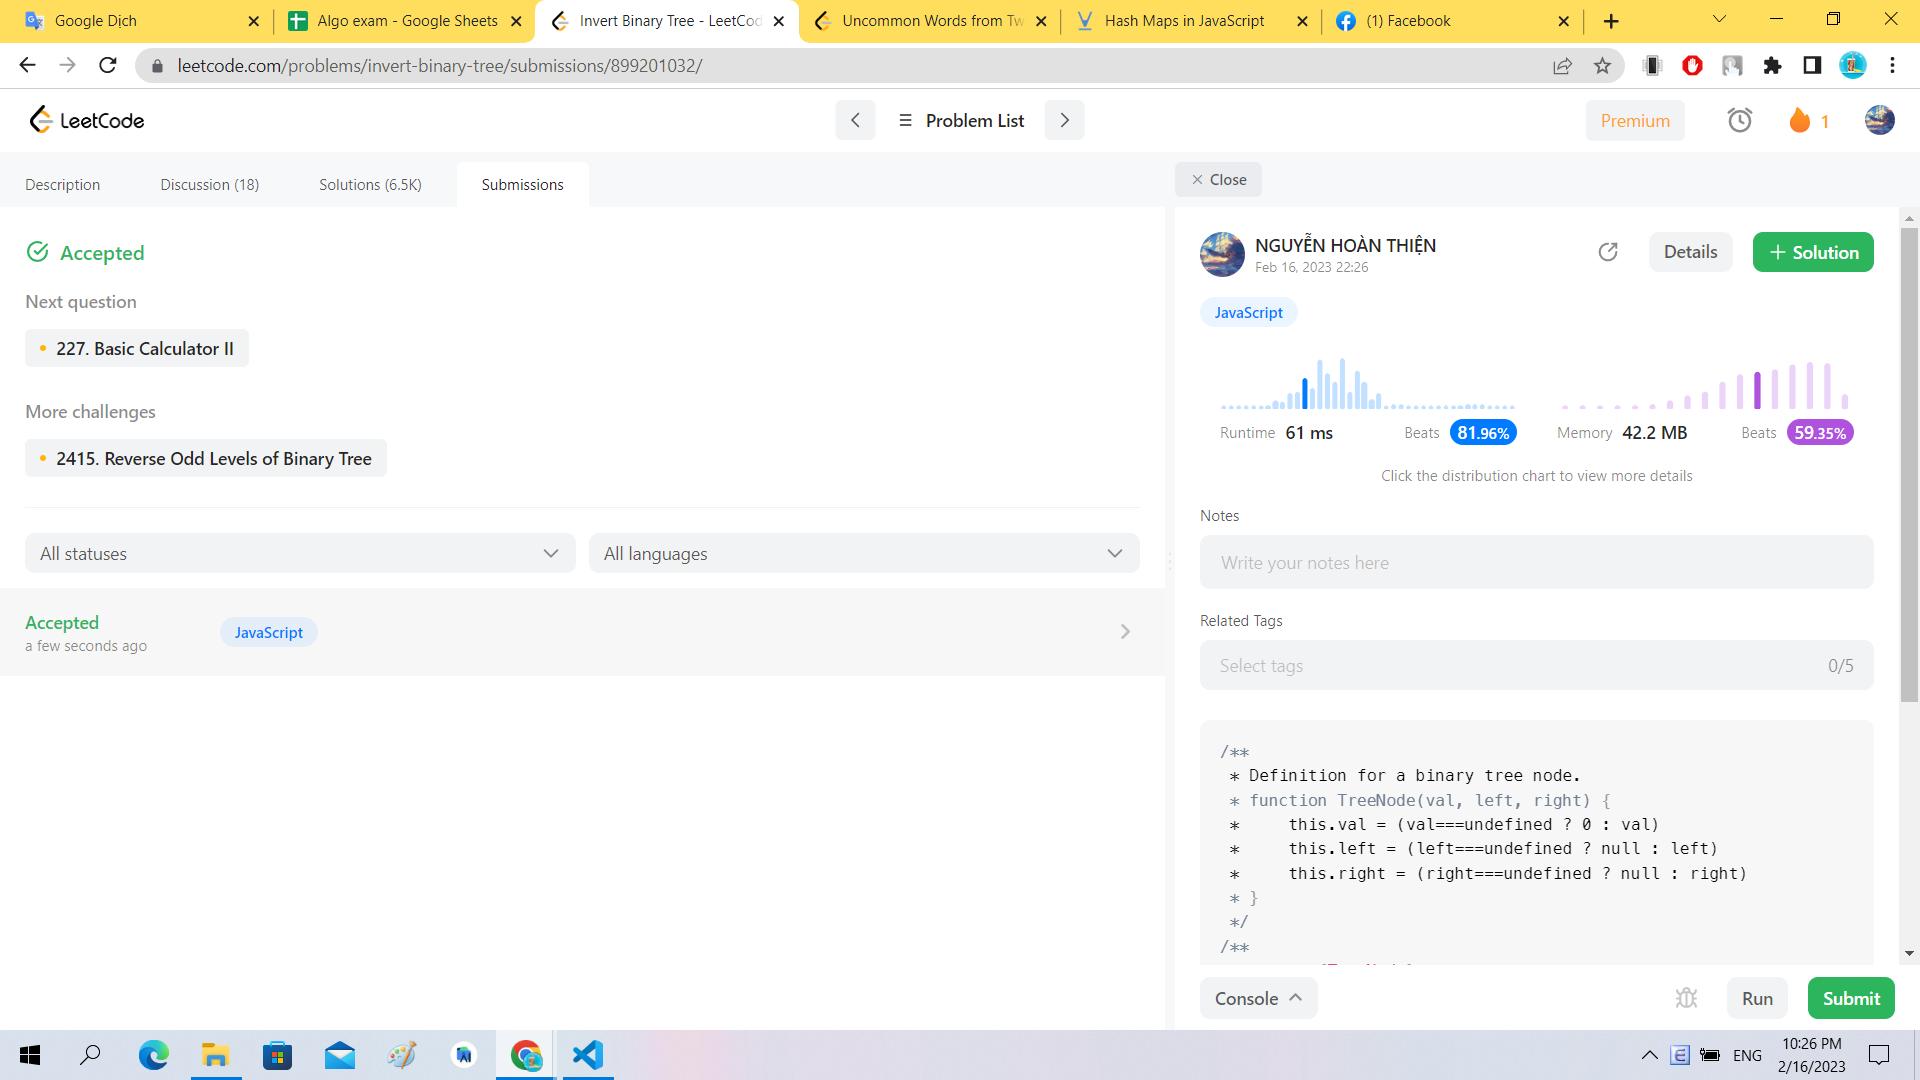 Google Dịch
Algo exam - Google Sheets
Invert Binary Tree - LeetCod
Uncommon Words from Tw
Hash Maps in JavaScript
(1) Facebook
leetcode.com/problems/invert-binary-tree/submissions/899201032/
LeetCode
Problem List
Premium
1
Description
Discussion (18)
Solutions (6.5K)
Submissions
Close
Accepted
Next question
227. Basic Calculator II
More challenges
2415. Reverse Odd Levels of Binary Tree
All statuses
All languages
Accepted
a few seconds ago
JavaScript
NGUYỄN HOÀN THIỆN
Feb 16, 2023 22:26
Details
+ Solution
JavaScript
Runtime 61 ms
Beats 81.96%
Memory 42.2 MB
Beats 59.35%
Click the distribution chart to view more details
Notes
Write your notes here
Related Tags
Select tags
0/5
/**
 * Definition for a binary tree node.
 * function TreeNode(val, left, right) {
 *     this.val = (val===undefined ? 0 : val)
 *     this.left = (left===undefined ? null : left)
 *     this.right = (right===undefined ? null : right)
 * }
 */
/**
Console
Run
Submit
ENG
10:26 PM
2/16/2023